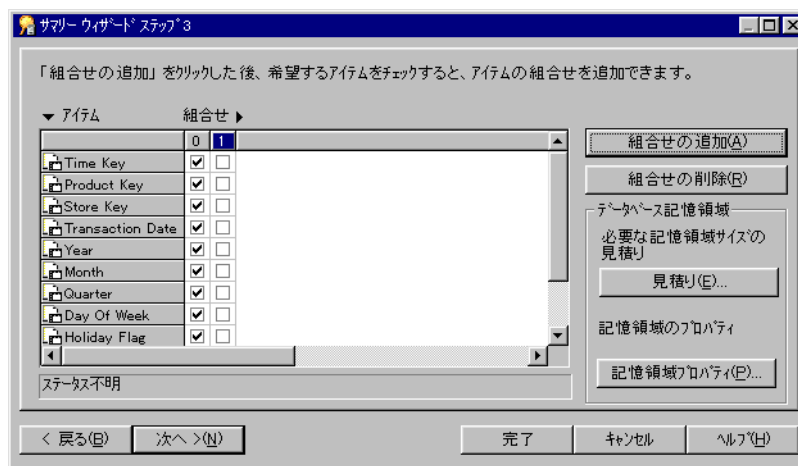 サマリー ウィザード ステップ3
「組合せの追加」をクリックした後、希望するアイテムをチェックすると、アイテムの組合せを追加できます。
▼ アイテム 組合せ ▶
0 1
Time Key
Product Key
Store Key
Transaction Date
Year
Month
Quarter
Day Of Week
Holiday Flag
ステータス不明
組合せの追加(A)
組合せの削除(R)
データベース記憶領域
必要な記憶領域サイズの
見積り
見積り(E)...
記憶領域のプロパティ
記憶領域プロパティ(P)...
< 戻る(B) 次へ >(N) 完了 キャンセル ヘルプ(H)